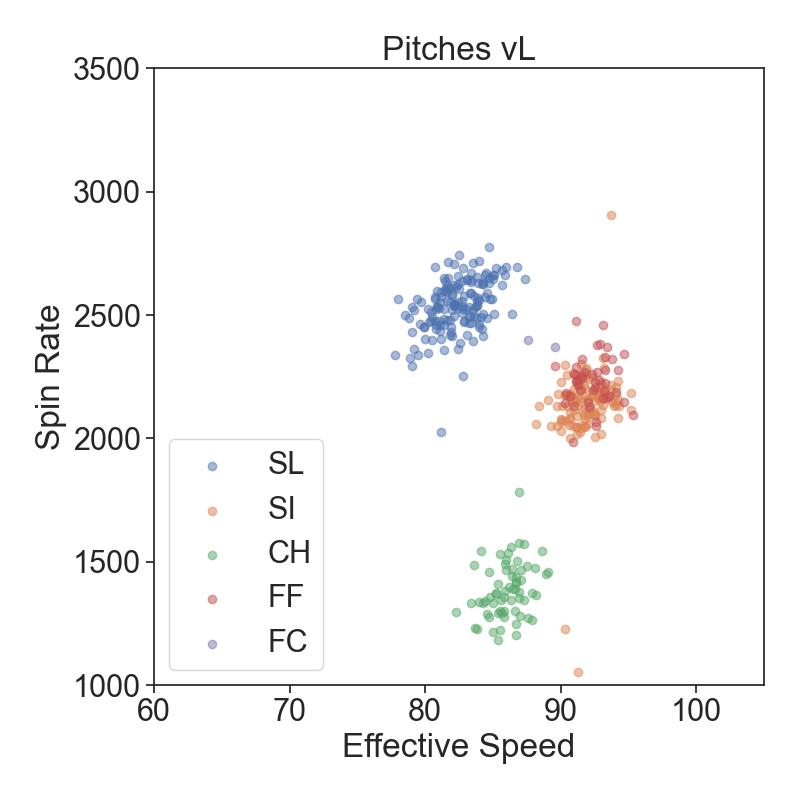 Pitches vL
3500
3000
2500
2000
1500
1000
Spin Rate
SL
SI
CH
FF
FC
60 70 80 90 100
Effective Speed